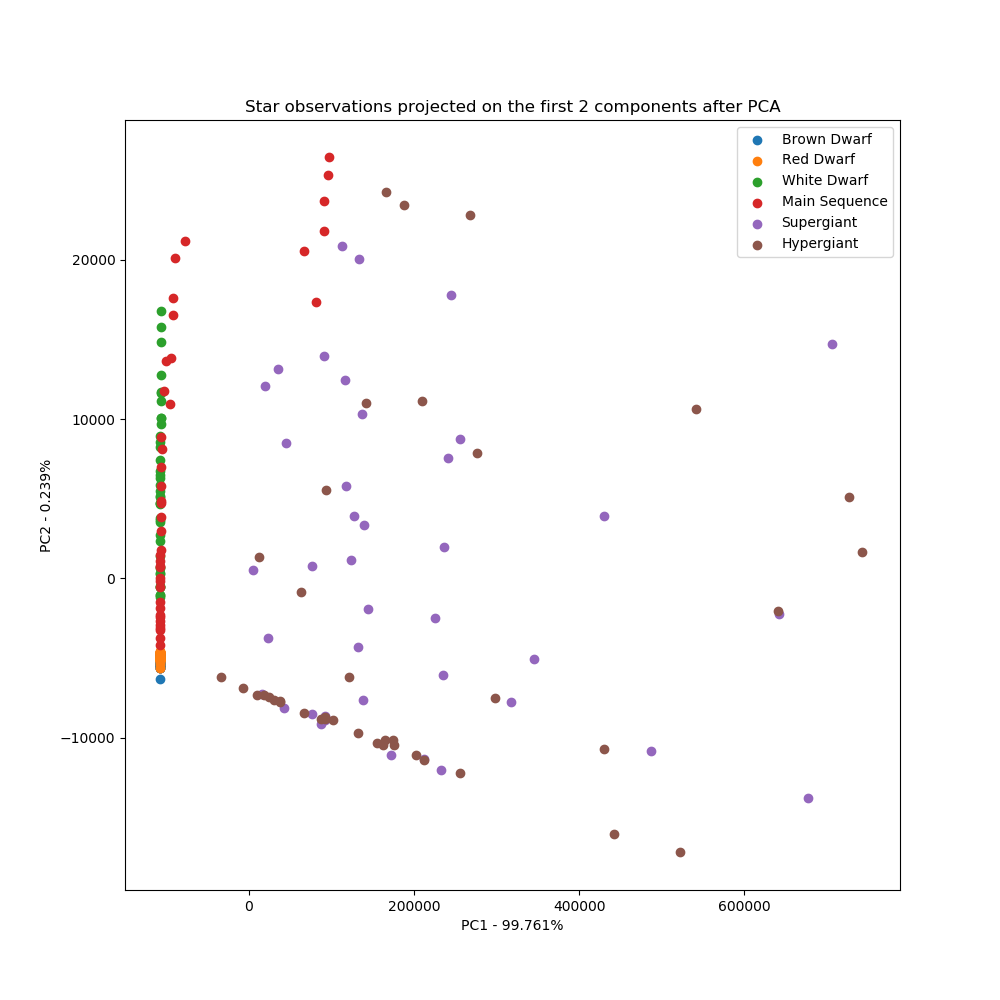 Star observations projected on the first 2 components after PCA
Brown Dwarf
Red Dwarf
White Dwarf
Main Sequence
Supergiant
Hypergiant
20000
10000
0
−10000
PC2 - 0.239%
0
200000
400000
600000
PC1 - 99.761%